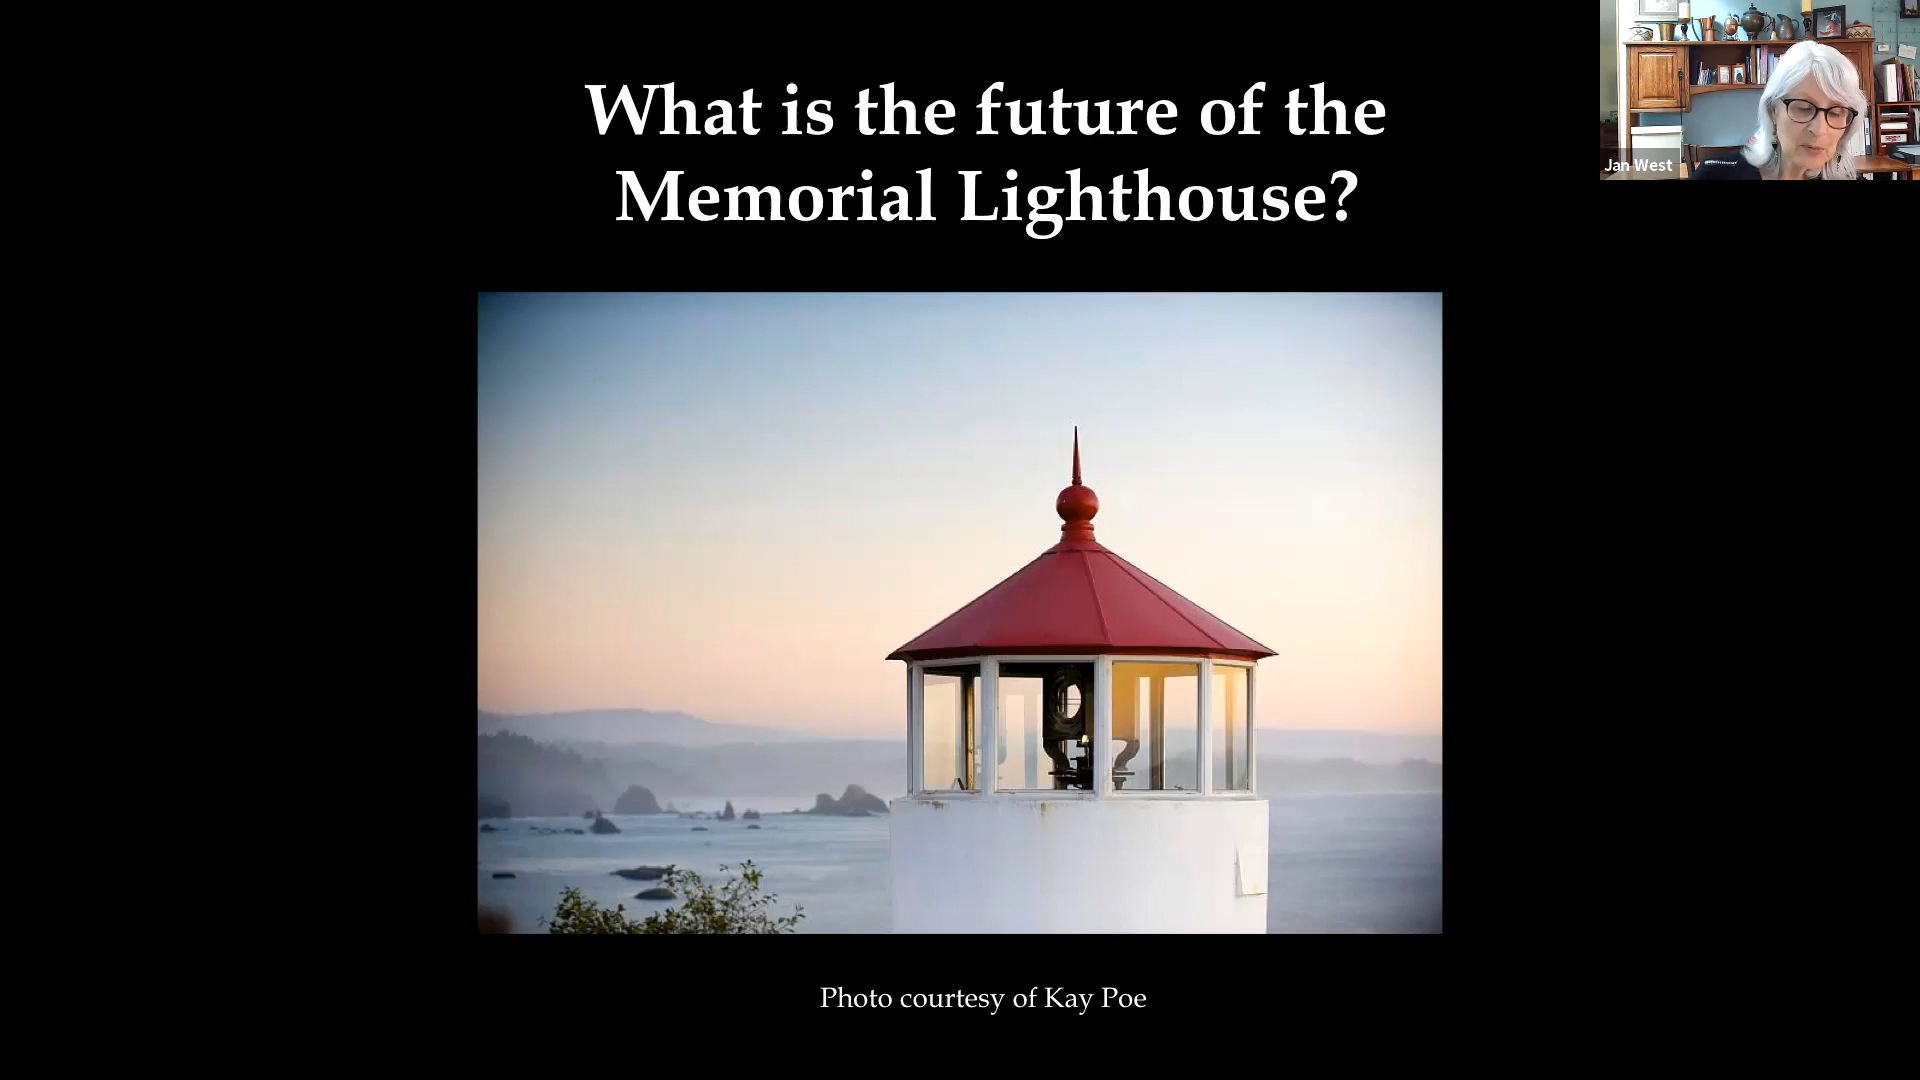 What is the future of the
Memorial Lighthouse?
Jan West
Photo courtesy of Kay Poe